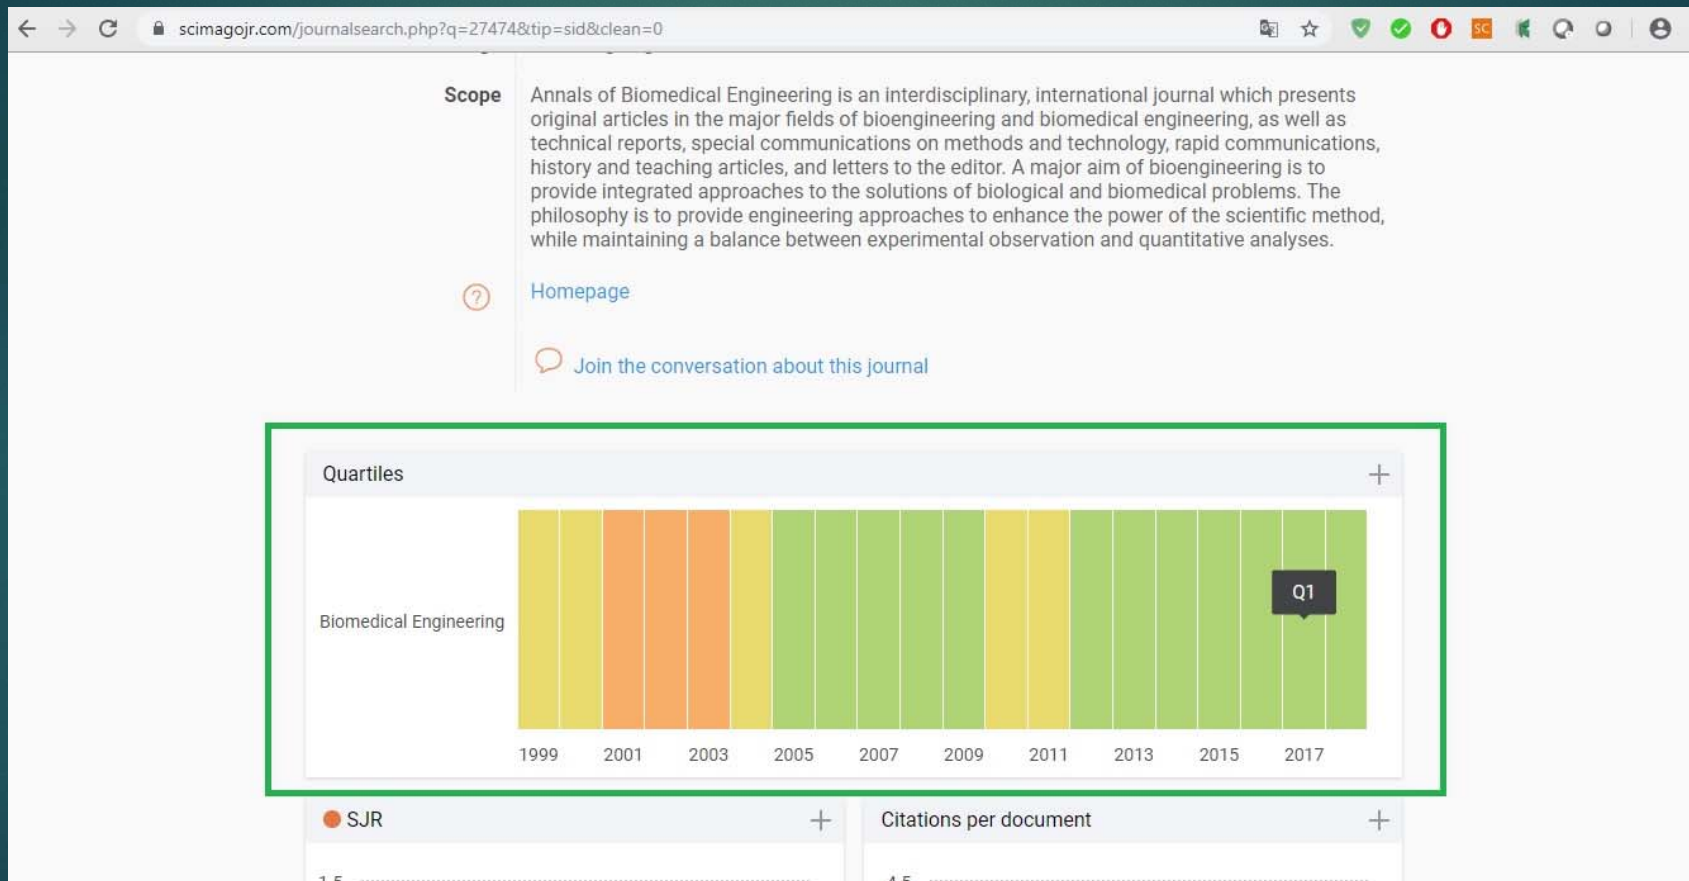 scimagojr.com/journalsearch.php?q=27474&tip=sid&clean=0
SC
Scope
Annals of Biomedical Engineering is an interdisciplinary, international journal which presents
original articles in the major fields of bioengineering and biomedical engineering, as well as
technical reports, special communications on methods and technology, rapid communications,
history and teaching articles, and letters to the editor. A major aim of bioengineering is to
provide integrated approaches to the solutions of biological and biomedical problems. The
philosophy is to provide engineering approaches to enhance the power of the scientific method,
while maintaining a balance between experimental observation and quantitative analyses.
? Homepage
Join the conversation about this journal
Quartiles
Q1
Biomedical Engineering
1999 2001 2003 2005 2007 2009 2011 2013 2015 2017
SJR
Citations per document